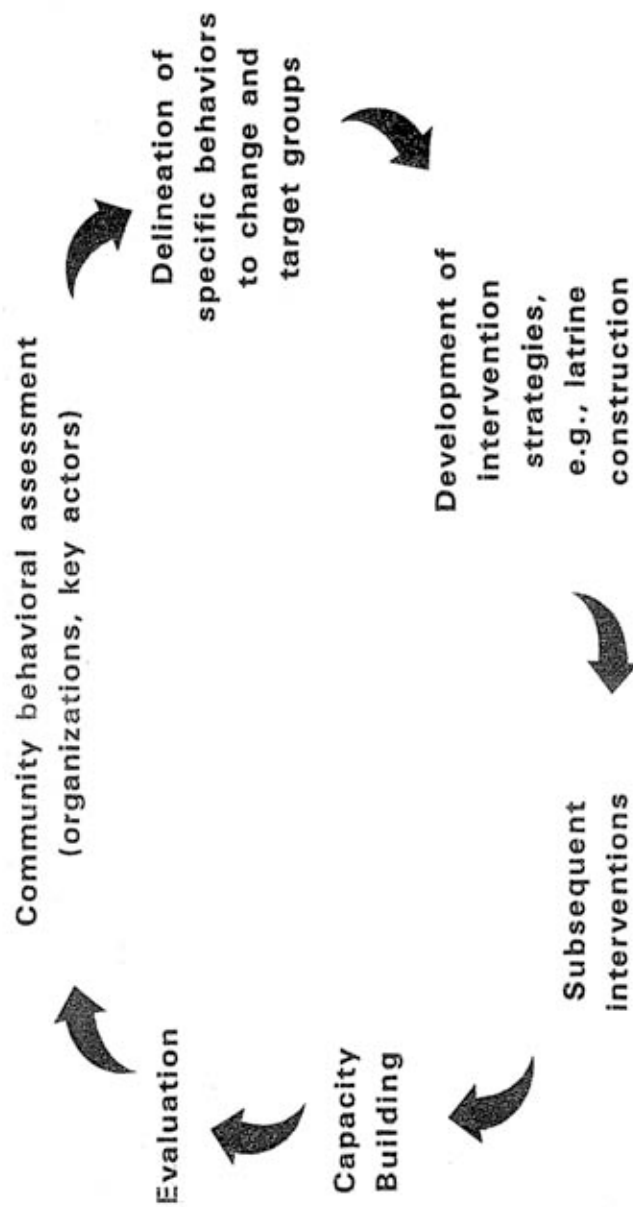 Community behavioral assessment
(organizations, key actors)
Delineation of
specific behaviors
to change and
target groups
Development of
intervention
strategies,
e.g., latrine
construction
Subsequent
interventions
Capacity
Building
Evaluation